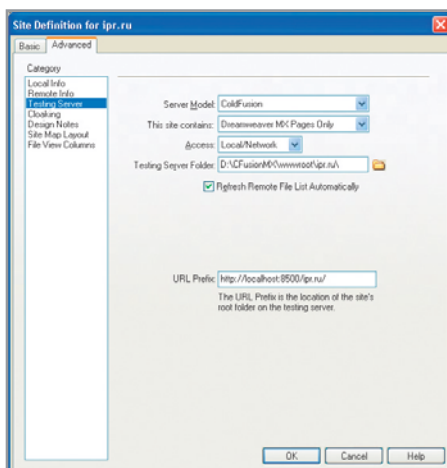 Site Definition for ipr.ru
Basic Advanced
Category
Local Info
Remote Info
Testing Server
Cloaking
Design Notes
Site Map Layout
File View Columns
Server Model: ColdFusion
This site contains: Dreamweaver MX Pages Only
Access: Local/Network
Testing Server Folder: D:\CFusionMX\wwwroot\ipr.ru\
Refresh Remote File List Automatically
URL Prefix: http://localhost:8500/ipr.ru/
The URL Prefix is the location of the site's
root folder on the testing server.
OK Cancel Help